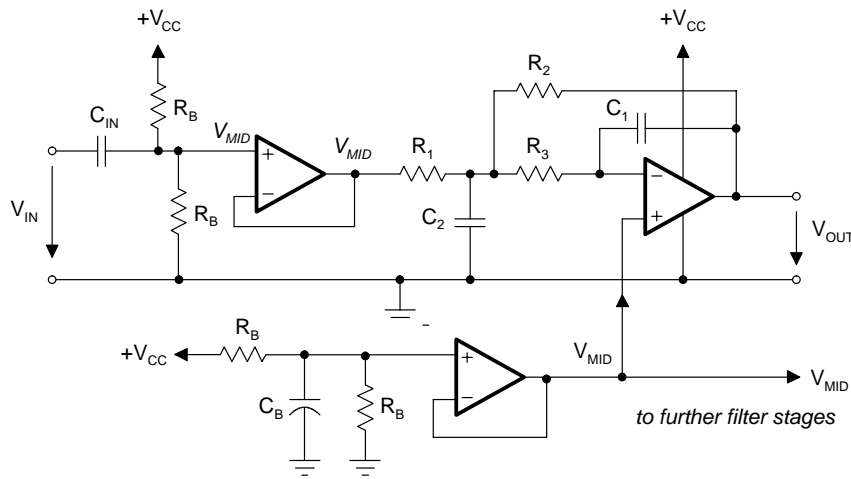 +VCC
+VCC
R2
CIN
RB
C1
VMID
VMID
R1
R3
+
−
−
+
VIN
RB
C2
VOUT
RB
+VCC
+
−
VMID
VMID
CB
RB
to further filter stages